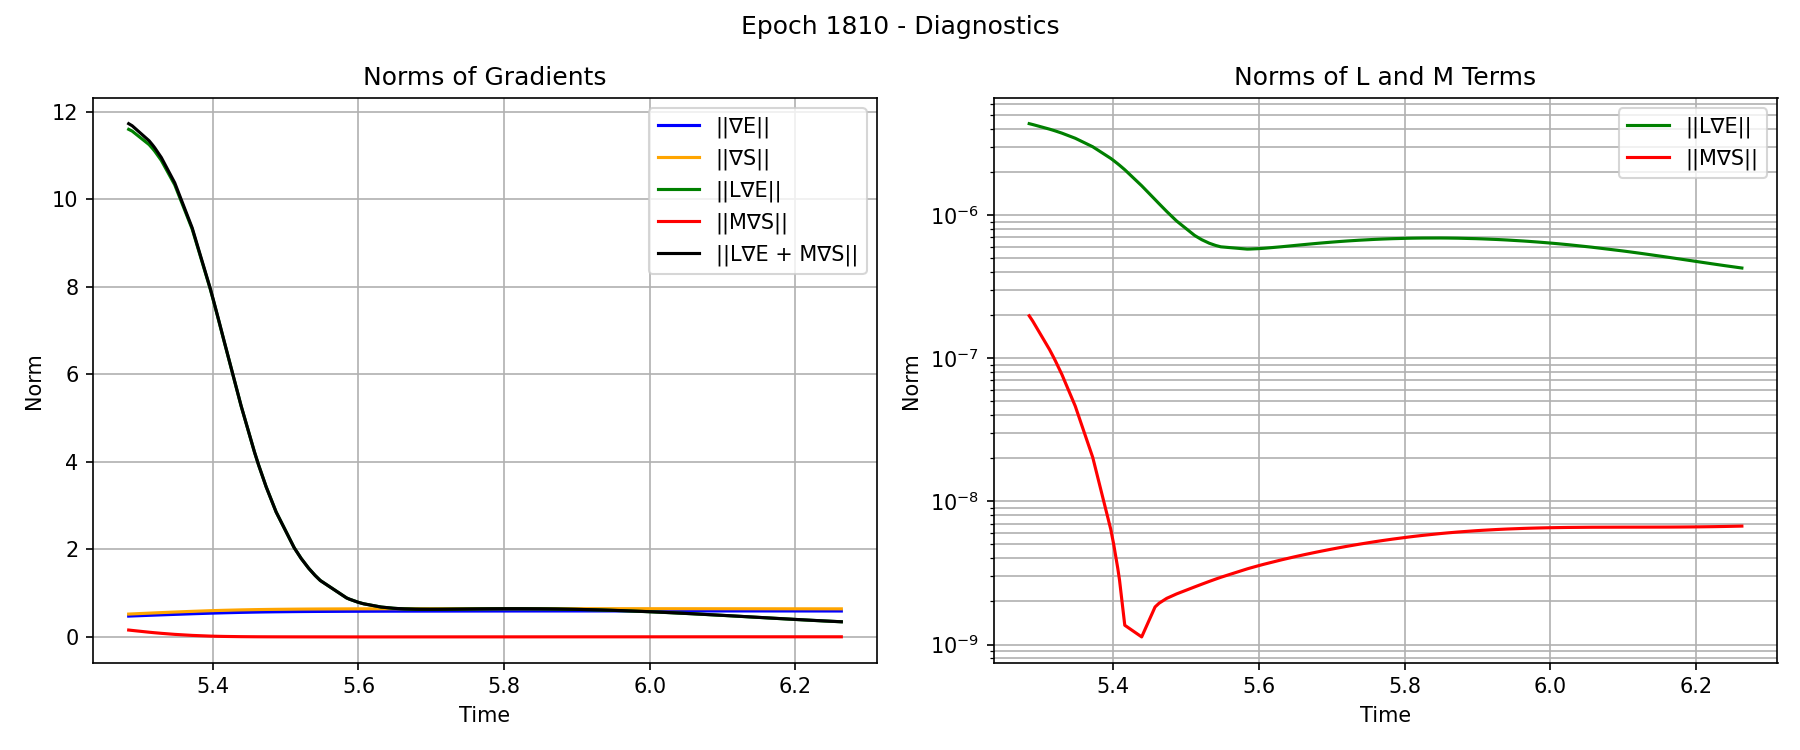 Epoch 1810 - Diagnostics
Norms of Gradients
12
10
8
6
4
2
0
Norm
5.4
5.6
5.8
6.0
6.2
Time
||∇E||
||∇S||
||L∇E||
||M∇S||
||L∇E + M∇S||
Norms of L and M Terms
10⁻⁶
10⁻⁷
10⁻⁸
10⁻⁹
Norm
5.4
5.6
5.8
6.0
6.2
Time
||L∇E||
||M∇S||